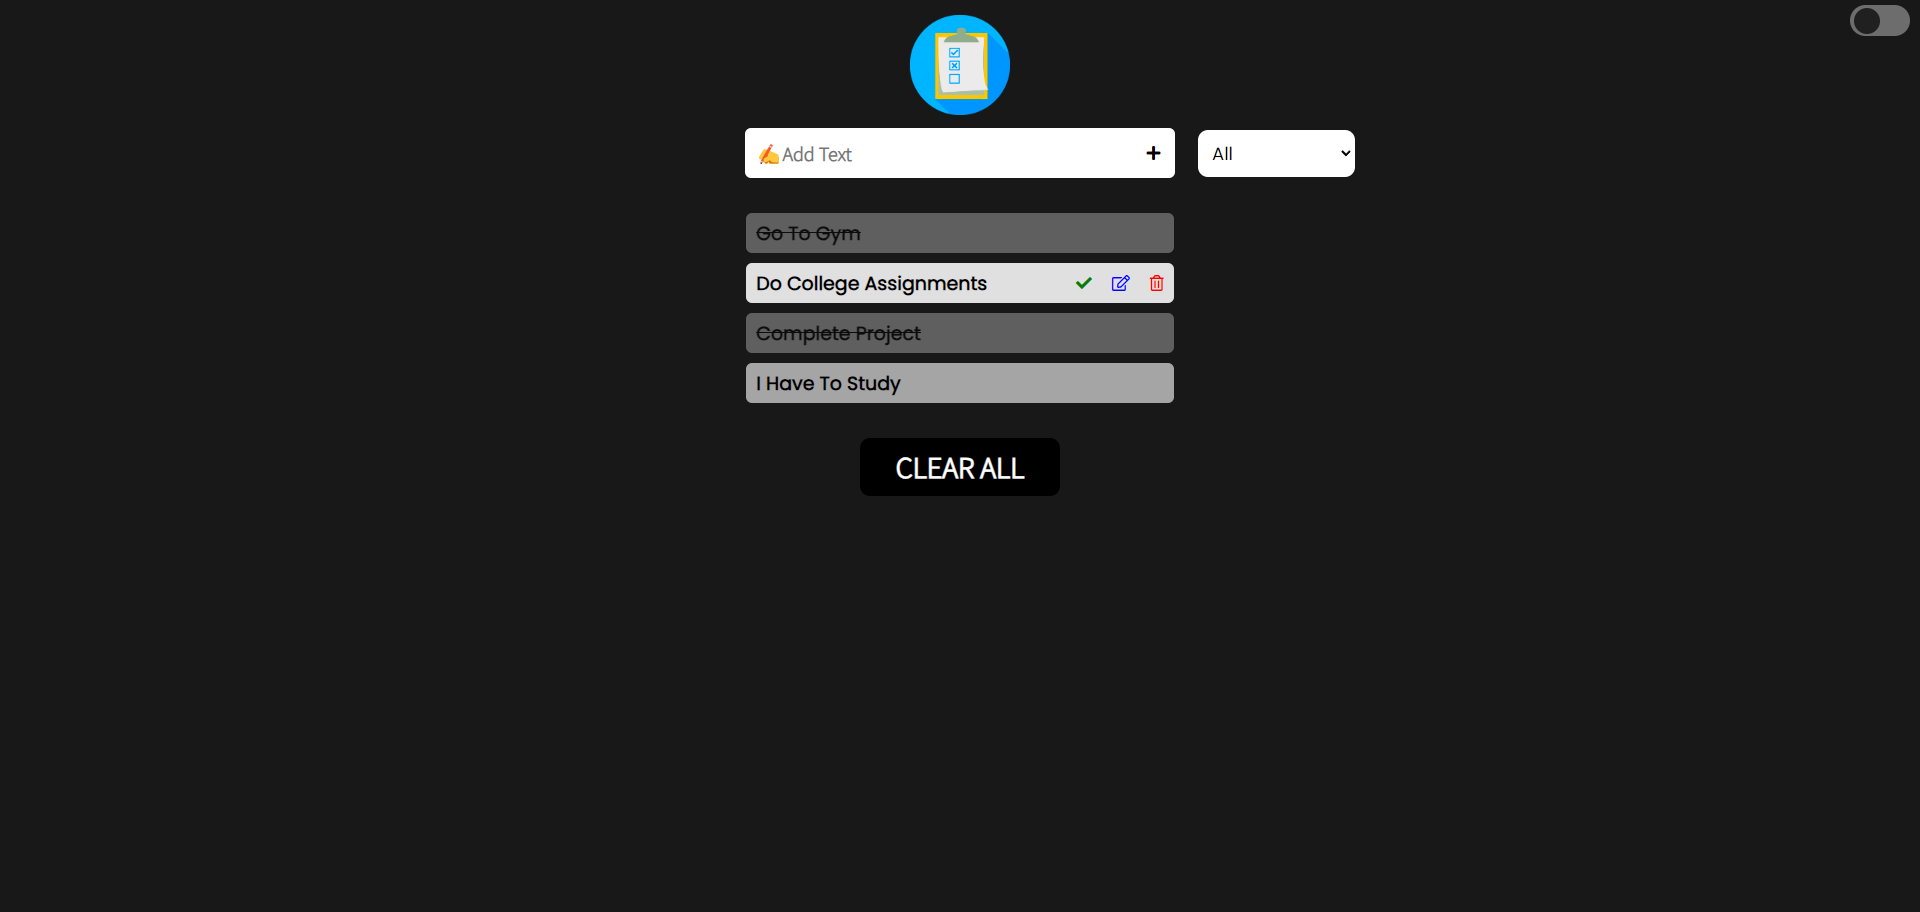 ✍Add Text
All
Go To Gym
Do College Assignments
Complete Project
I Have To Study
CLEAR ALL